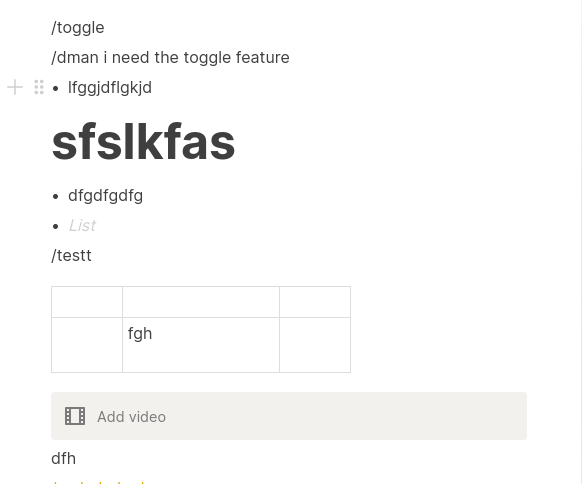 /toggle
/dman i need the toggle feature
• lfggjdflgkjd
sfslkfas
• dfgdfgdfg
• List
/testt
fgh
Add video
dfh